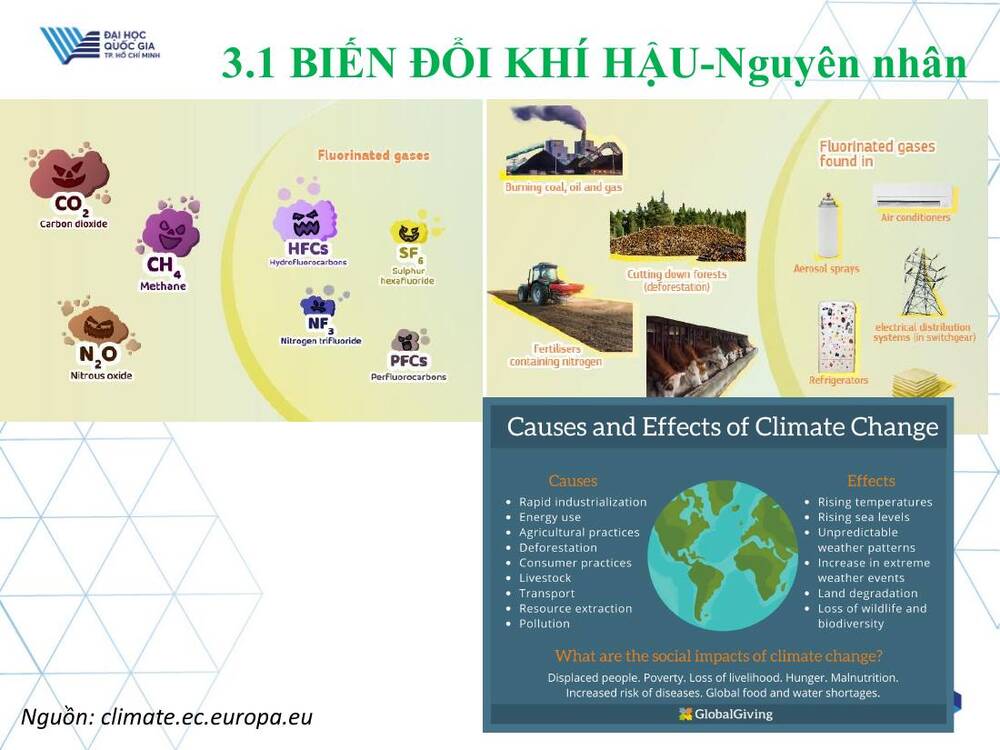 ĐẠI HỌC
QUỐC GIA
TP. HỒ CHÍ MINH
3.1 BIẾN ĐỔI KHÍ HẬU-Nguyên nhân
Fluorinated gases
CO2
Carbon dioxide
CH4
Methane
N2O
Nitrous oxide
HFCs
Hydrofluorocarbons
SF6
Sulphur
hexafluoride
NF3
Nitrogen trifluoride
PFCs
Perfluorocarbons
Burning coal, oil and gas
Cutting down forests
(deforestation)
Fertilisers
containing nitrogen
Fluorinated gases
found in
Air conditioners
Aerosol sprays
electrical distribution
systems (in switchgear)
Refrigerators
Causes and Effects of Climate Change
Causes
• Rapid industrialization
• Energy use
• Agricultural practices
• Deforestation
• Consumer practices
• Livestock
• Transport
• Resource extraction
• Pollution
Effects
• Rising temperatures
• Rising sea levels
• Unpredictable
weather patterns
• Increase in extreme
weather events
• Land degradation
• Loss of wildlife and
biodiversity
What are the social impacts of climate change?
Displaced people. Poverty. Loss of livelihood. Hunger. Malnutrition.
Increased risk of diseases. Global food and water shortages.
GlobalGiving
Nguồn: climate.ec.europa.eu